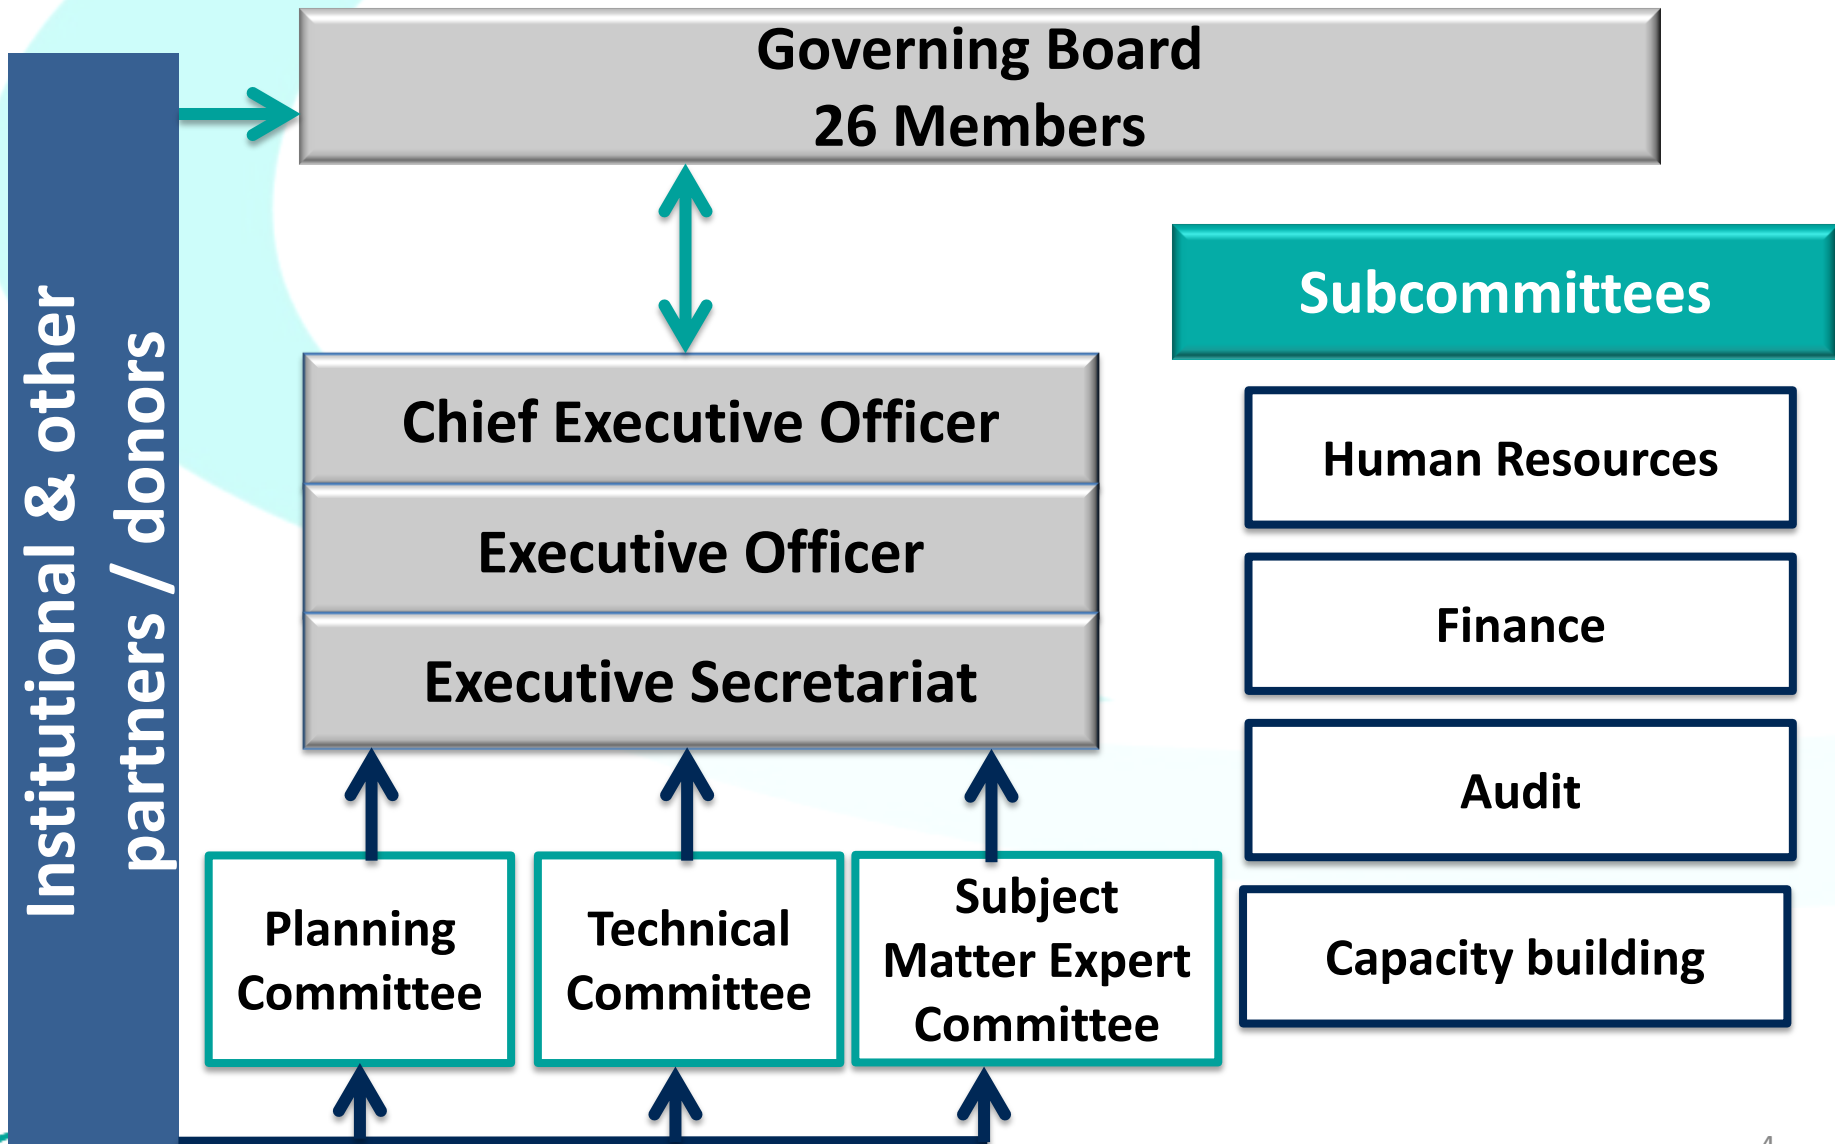 Governing Board
26 Members
Institutional & other
partners / donors
Subcommittees
Chief Executive Officer
Executive Officer
Executive Secretariat
Human Resources
Finance
Audit
Capacity building
Planning
Committee
Technical
Committee
Subject
Matter Expert
Committee
4